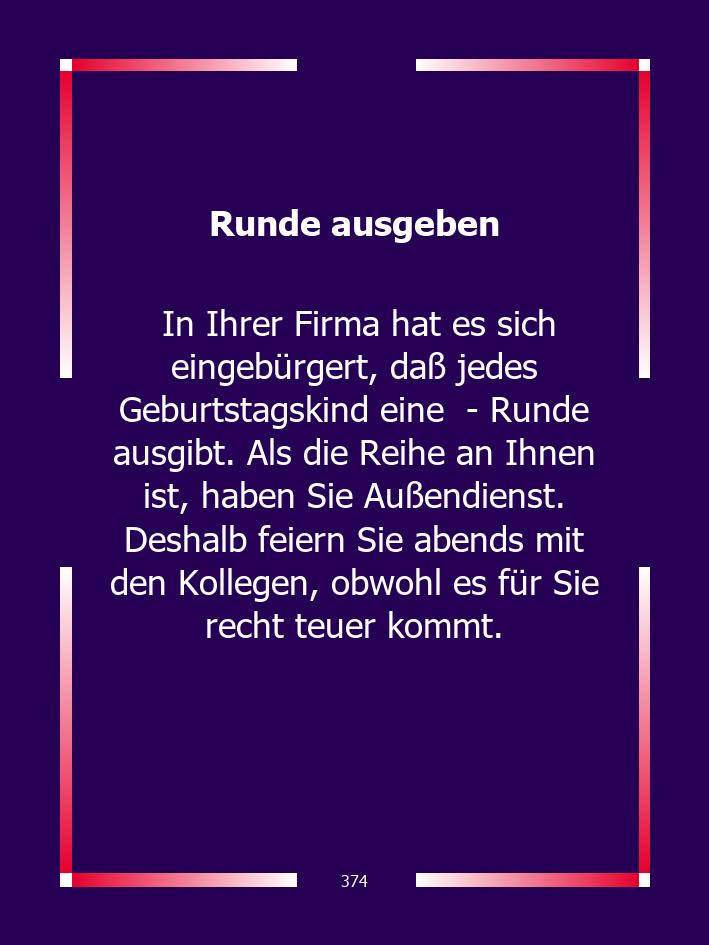 Runde ausgeben
In Ihrer Firma hat es sich
eingebürgert, daß jedes
Geburtstagskind eine  - Runde
ausgibt. Als die Reihe an Ihnen
ist, haben Sie Außendienst.
Deshalb feiern Sie abends mit
den Kollegen, obwohl es für Sie
recht teuer kommt.
374